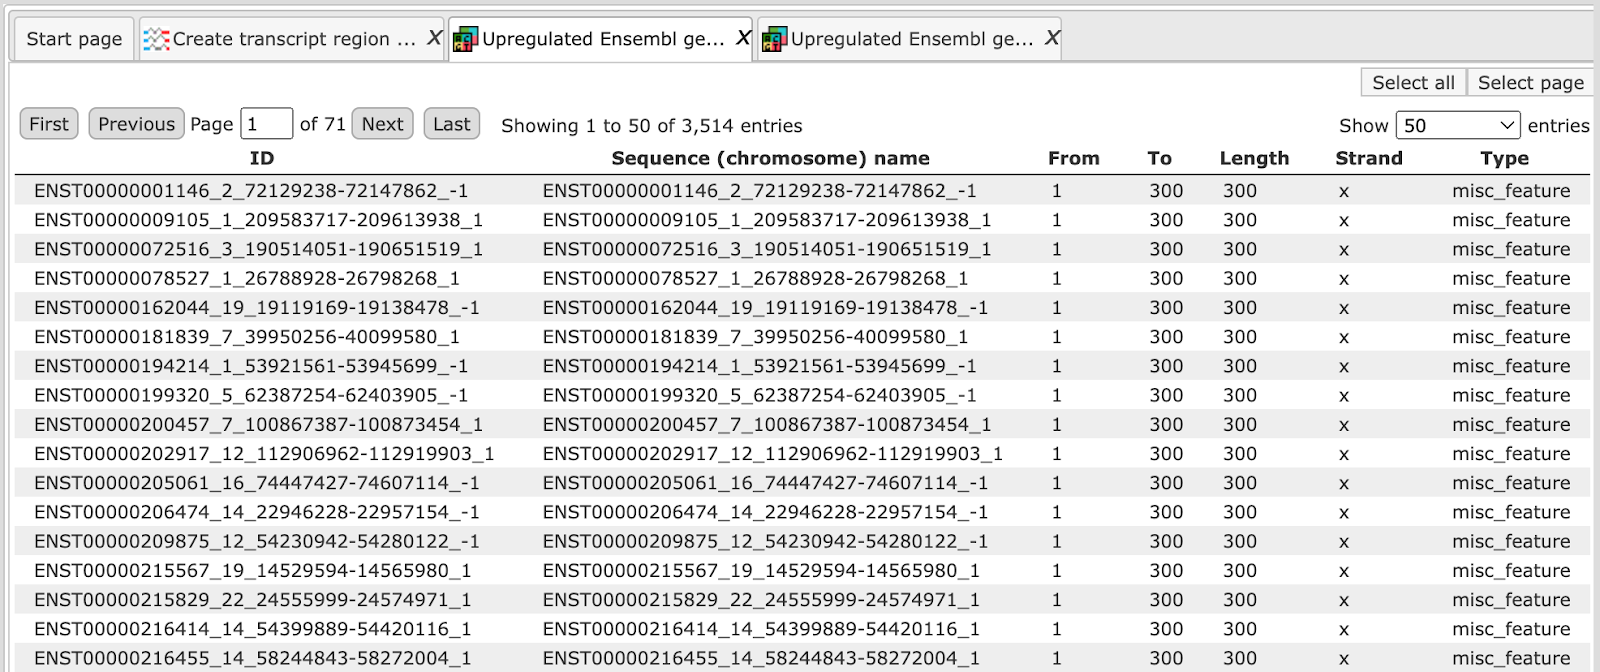 Start page Create transcript region ... X Upregulated Ensembl ge... X Upregulated Ensembl ge... X
Select all Select page
First Previous Page 1 of 71 Next Last Showing 1 to 50 of 3,514 entries Show 50 entries
ID Sequence (chromosome) name From To Length Strand Type
ENST00000001146_2_72129238-72147862_-1 ENST00000001146_2_72129238-72147862_-1 1 300 300 x misc_feature
ENST00000009105_1_209583717-209613938_1 ENST00000009105_1_209583717-209613938_1 1 300 300 x misc_feature
ENST00000072516_3_190514051-190651519_1 ENST00000072516_3_190514051-190651519_1 1 300 300 x misc_feature
ENST00000078527_1_26788928-26798268_1 ENST00000078527_1_26788928-26798268_1 1 300 300 x misc_feature
ENST00000162044_19_19119169-19138478_-1 ENST00000162044_19_19119169-19138478_-1 1 300 300 x misc_feature
ENST00000181839_7_39950256-40099580_1 ENST00000181839_7_39950256-40099580_1 1 300 300 x misc_feature
ENST00000194214_1_53921561-53945699_-1 ENST00000194214_1_53921561-53945699_-1 1 300 300 x misc_feature
ENST00000199320_5_62387254-62403905_-1 ENST00000199320_5_62387254-62403905_-1 1 300 300 x misc_feature
ENST00000200457_7_100867387-100873454_1 ENST00000200457_7_100867387-100873454_1 1 300 300 x misc_feature
ENST00000202917_12_112906962-112919903_1 ENST00000202917_12_112906962-112919903_1 1 300 300 x misc_feature
ENST00000205061_16_74447427-74607114_-1 ENST00000205061_16_74447427-74607114_-1 1 300 300 x misc_feature
ENST00000206474_14_22946228-22957154_-1 ENST00000206474_14_22946228-22957154_-1 1 300 300 x misc_feature
ENST00000209875_12_54230942-54280122_-1 ENST00000209875_12_54230942-54280122_-1 1 300 300 x misc_feature
ENST00000215567_19_14529594-14565980_1 ENST00000215567_19_14529594-14565980_1 1 300 300 x misc_feature
ENST00000215829_22_24555999-24574971_1 ENST00000215829_22_24555999-24574971_1 1 300 300 x misc_feature
ENST00000216414_14_54399889-54420116_1 ENST00000216414_14_54399889-54420116_1 1 300 300 x misc_feature
ENST00000216455_14_58244843-58272004_1 ENST00000216455_14_58244843-58272004_1 1 300 300 x misc_feature